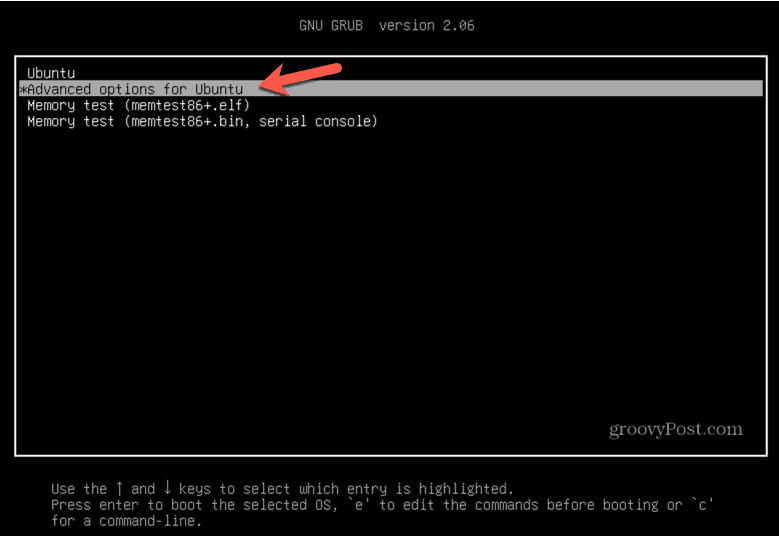 GNU GRUB version 2.06
Ubuntu
*Advanced options for Ubuntu
Memory test (memtest86+.elf)
Memory test (memtest86+.bin, serial console)
groovyPost.com
Use the ↑ and ↓ keys to select which entry is highlighted.
Press enter to boot the selected OS, `e' to edit the commands before booting or `c'
for a command-line.